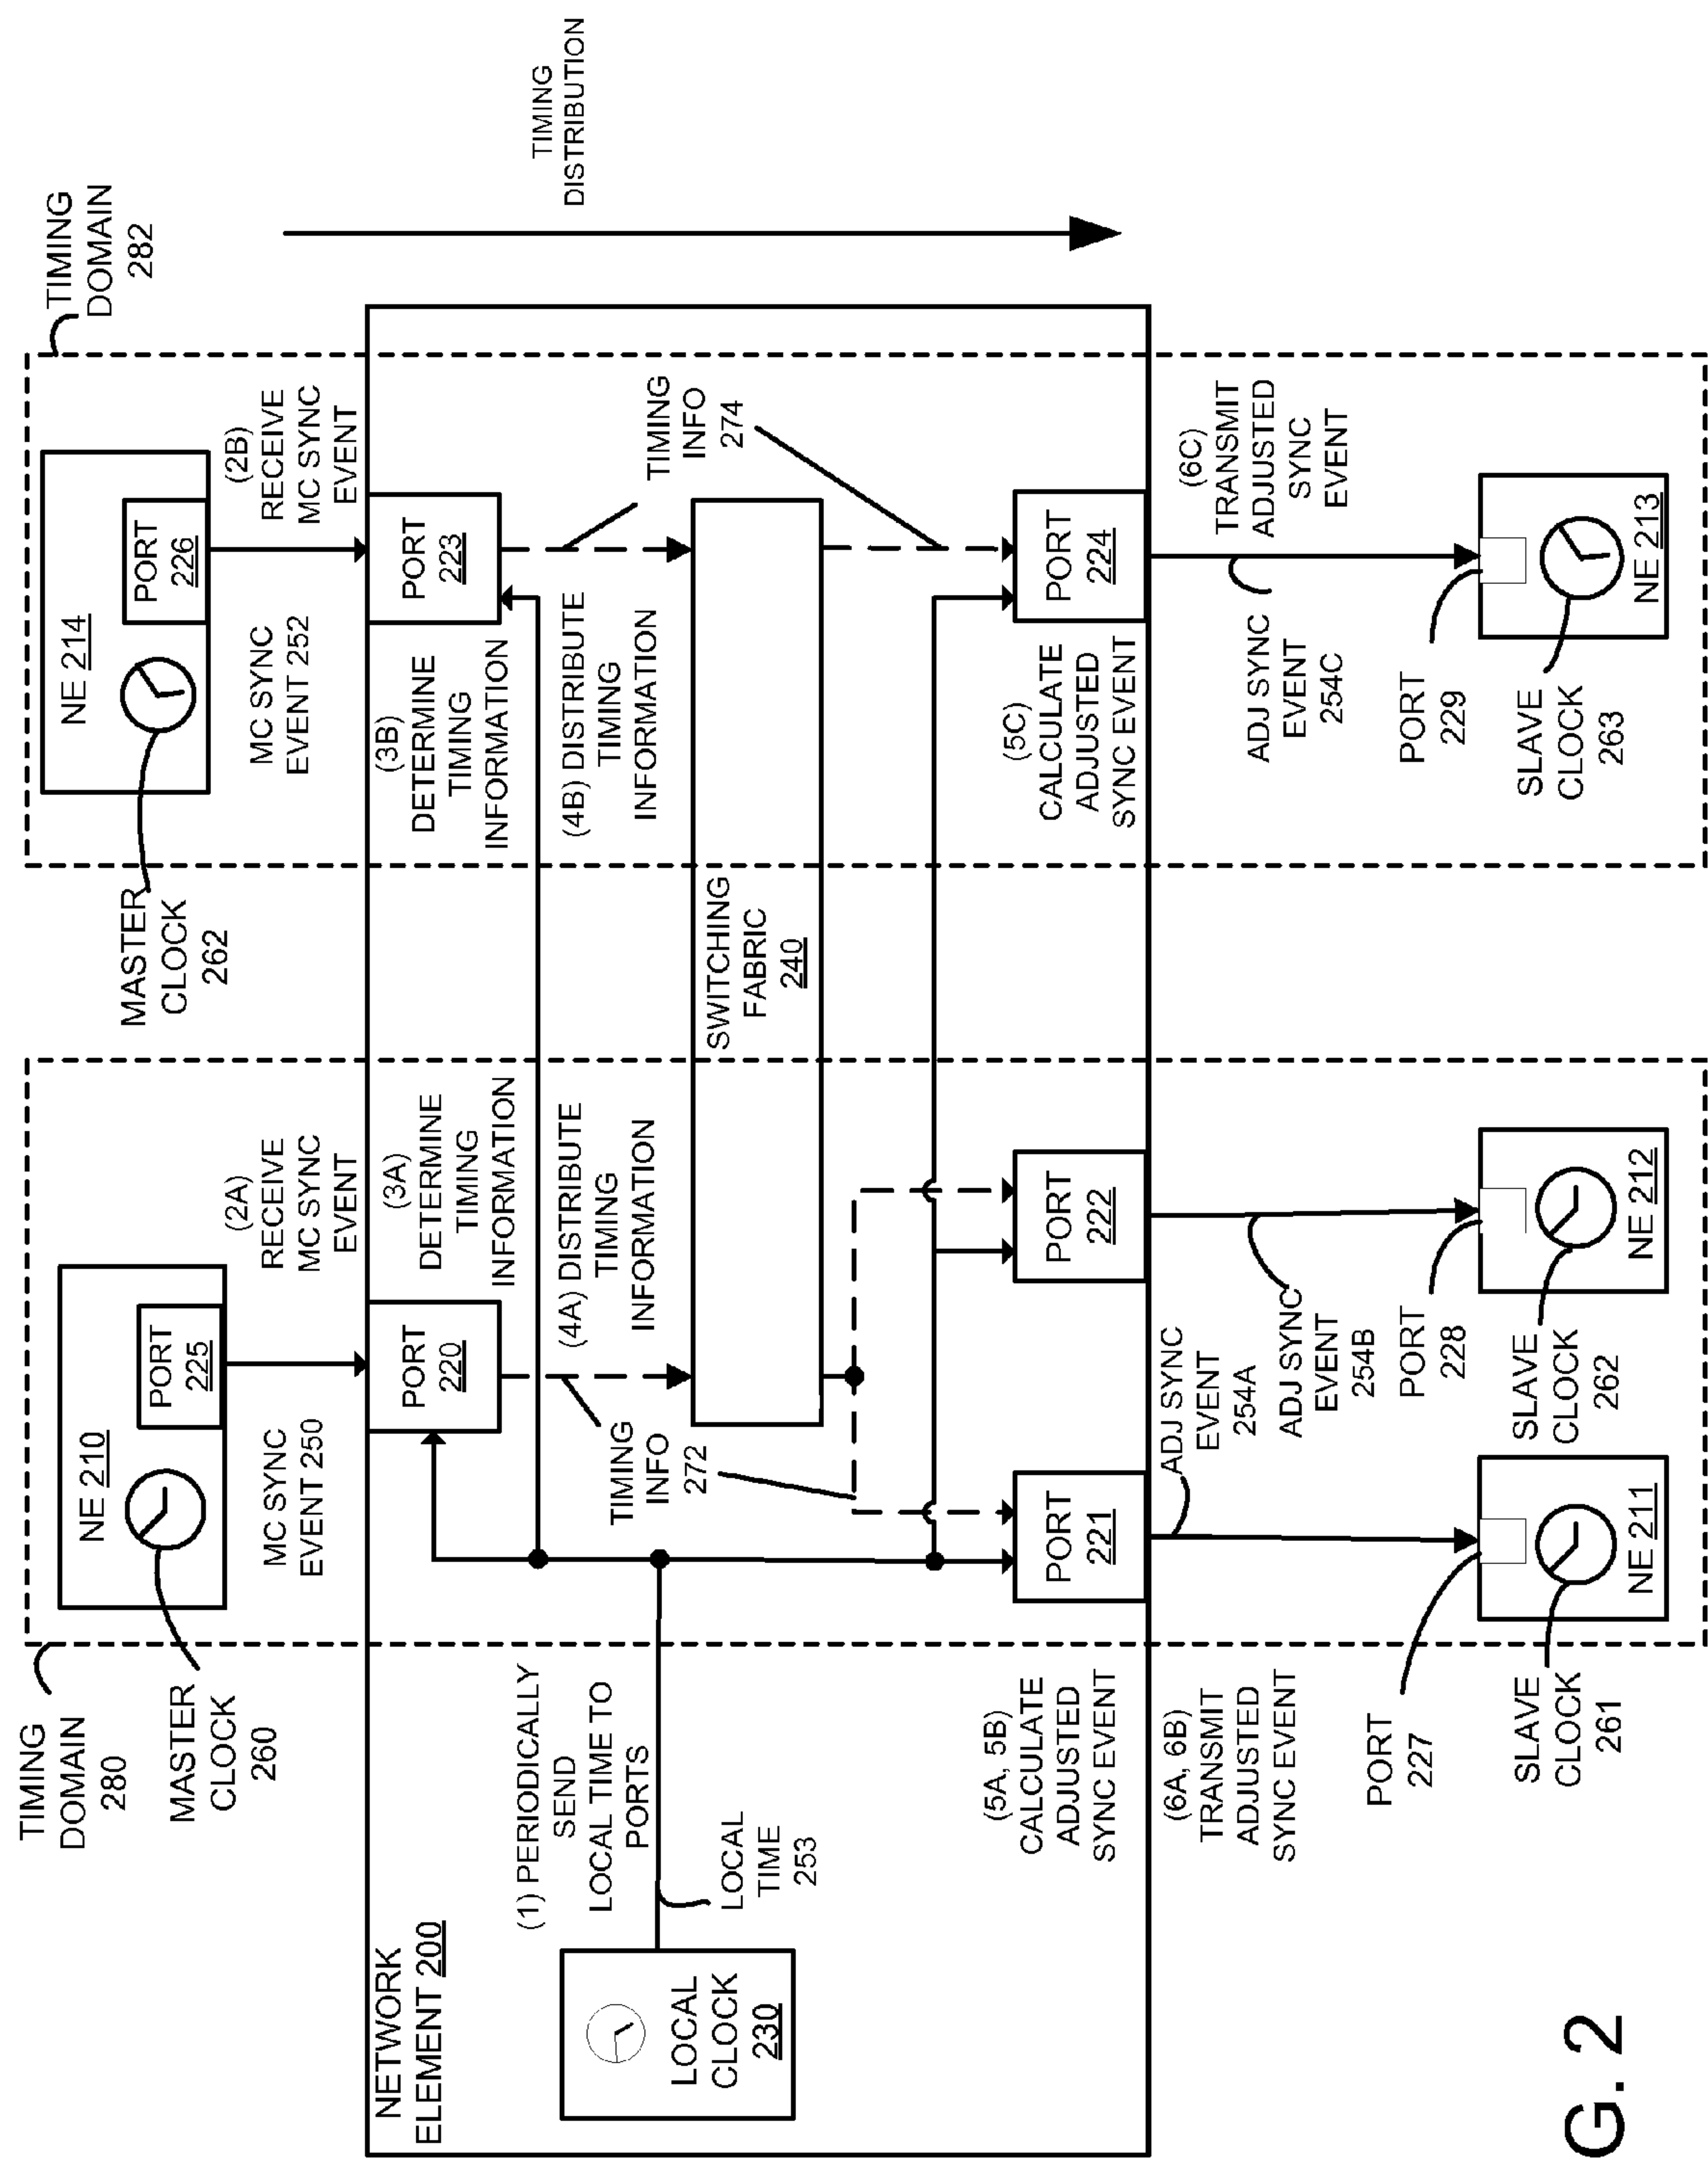 TIMING
DOMAIN
280
MASTER
CLOCK
260
NE 210
PORT
225
MC SYNC
EVENT 250
(2A)
RECEIVE
MC SYNC
EVENT
MASTER
CLOCK
262
TIMING
DOMAIN
282
NE 214
PORT
226
MC SYNC
EVENT 252
(2B)
RECEIVE
MC SYNC
EVENT
TIMING
DISTRIBUTION
NETWORK
ELEMENT 200
LOCAL
CLOCK
230
(1) PERIODICALLY
SEND
LOCAL TIME TO
PORTS
LOCAL
TIME
253
PORT
220
(3A)
DETERMINE
TIMING
INFORMATION
(4A) DISTRIBUTE
TIMING
INFORMATION
TIMING
INFO
272
SWITCHING
FABRIC
240
PORT
223
(3B)
DETERMINE
TIMING
INFORMATION
(4B) DISTRIBUTE
TIMING
INFORMATION
TIMING
INFO
274
(5A, 5B)
CALCULATE
ADJUSTED
SYNC EVENT
PORT
221
PORT
222
(5C)
CALCULATE
ADJUSTED
SYNC EVENT
PORT
224
(6A, 6B)
TRANSMIT
ADJUSTED
SYNC EVENT
ADJ SYNC
EVENT
254A
ADJ SYNC
EVENT
254B
ADJ SYNC
EVENT
254C
(6C)
TRANSMIT
ADJUSTED
SYNC
EVENT
PORT
227
SLAVE
CLOCK
261
NE 211
PORT
228
SLAVE
CLOCK
262
NE 212
PORT
229
SLAVE
CLOCK
263
NE 213
G. 2